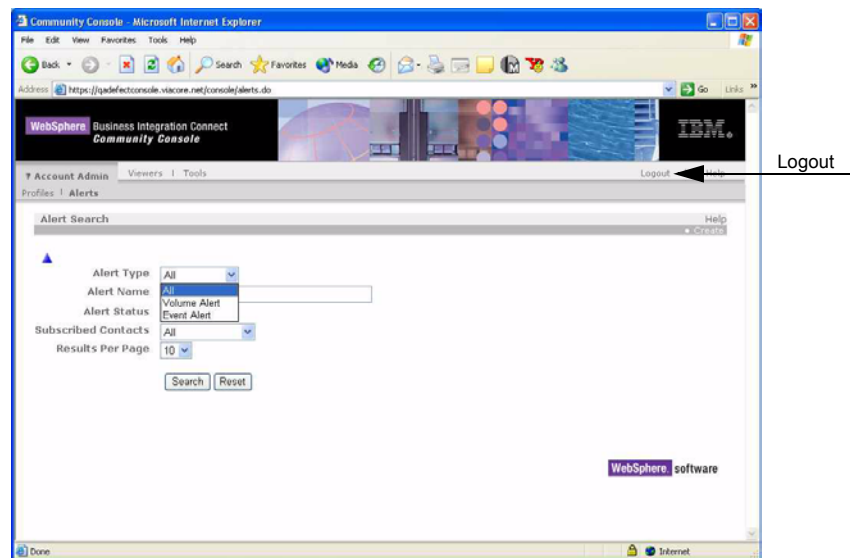 Community Console - Microsoft Internet Explorer
File Edit View Favorites Tools Help
Back Search Favorites Media
Address https://qadefectconsole.viacore.net/console/alerts.do Go Links »
WebSphere Business Integration Connect
Community Console
IBM®
? Account Admin Viewers | Tools Logout Help
Logout
Profiles | Alerts
Alert Search Help
• Create
Alert Type All
All
Volume Alert
Event Alert
Alert Name
Alert Status
Subscribed Contacts All
Results Per Page 10
Search Reset
WebSphere. software
Done Internet